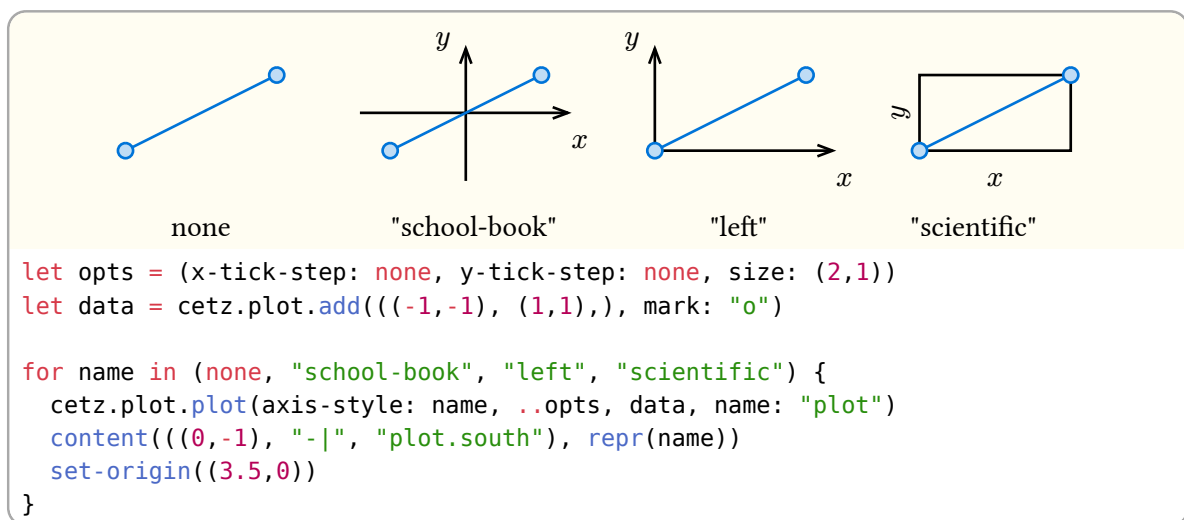 y y
x x y x
none "school-book" "left" "scientific"
let opts = (x-tick-step: none, y-tick-step: none, size: (2,1))
let data = cetz.plot.add(((-1,-1), (1,1),), mark: "o")
for name in (none, "school-book", "left", "scientific") {
  cetz.plot.plot(axis-style: name, ..opts, data, name: "plot")
  content(((0,-1), "-|", "plot.south"), repr(name))
  set-origin((3.5,0))
}